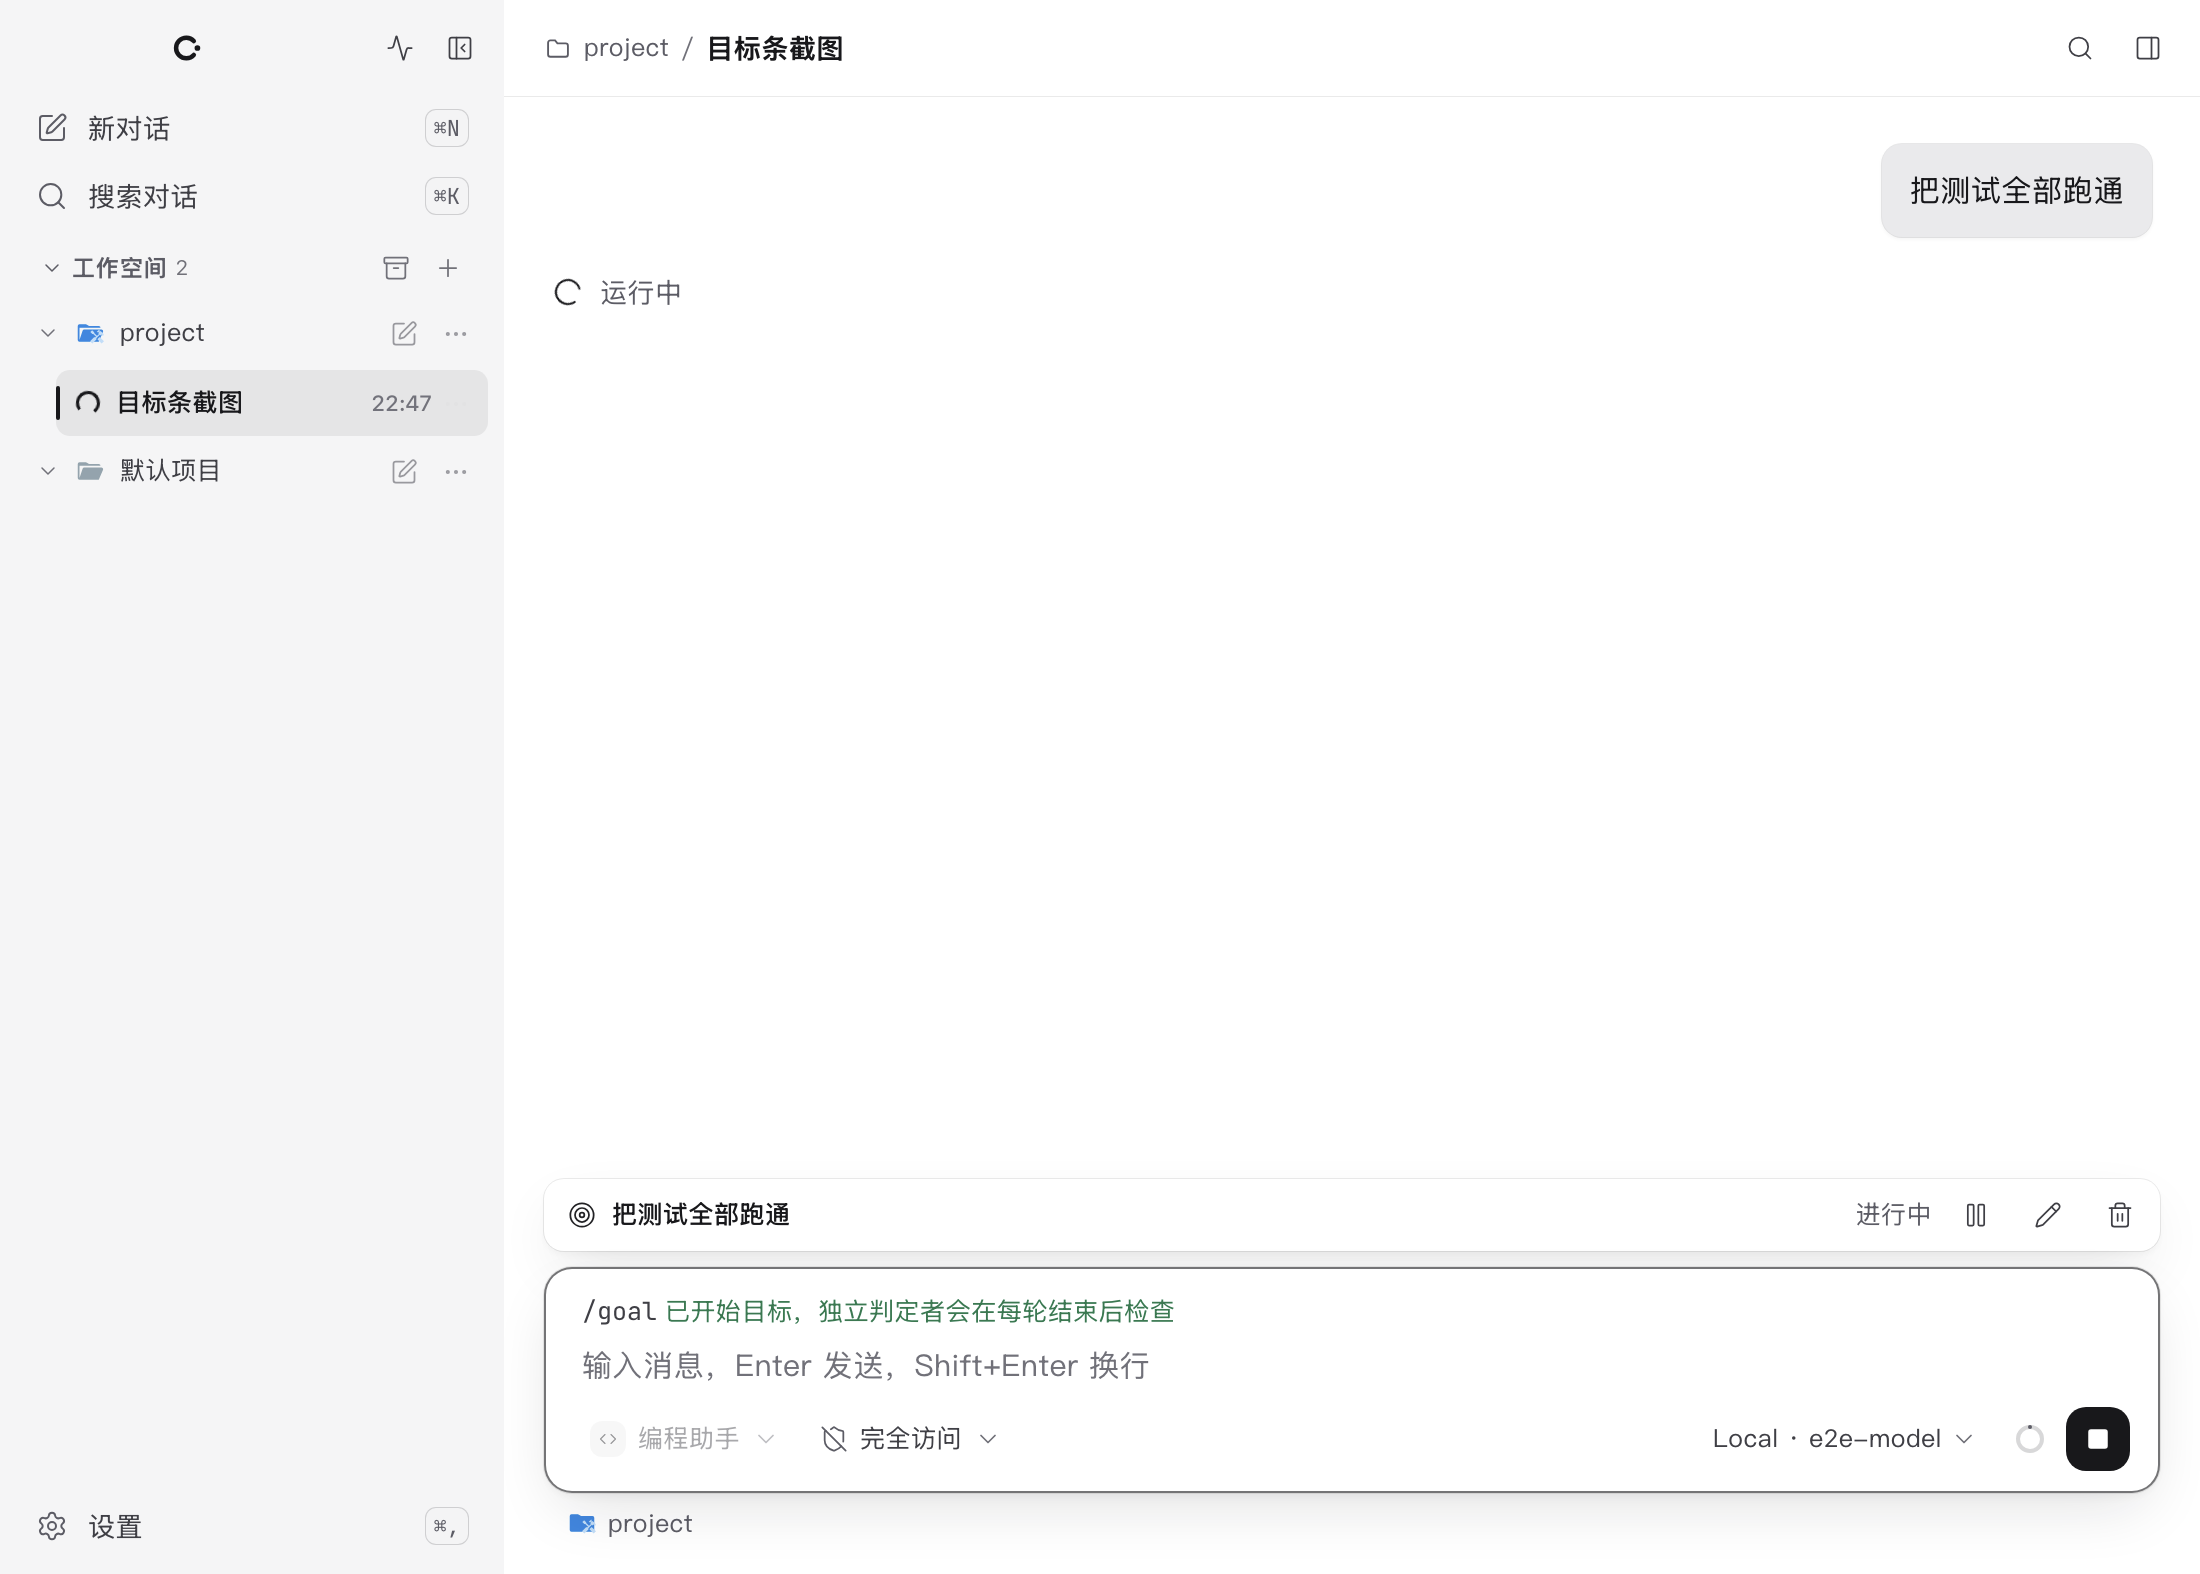 project / 目标条截图
新对话 ⌘N
搜索对话 ⌘K
工作空间 2
project
目标条截图 22:47
默认项目
设置 ⌘,
把测试全部跑通
运行中
把测试全部跑通 进行中
/goal 已开始目标，独立判定者会在每轮结束后检查
输入消息，Enter 发送，Shift+Enter 换行
编程助手 完全访问 Local · e2e-model
project